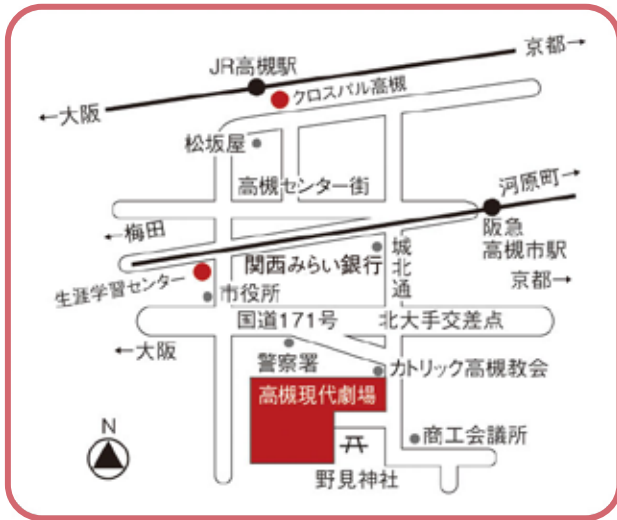 京都→
JR高槻駅
クロスパル高槻
←大阪
松坂屋
高槻センター街
河原町→
←梅田
阪急
高槻市駅
関西みらい銀行
城北通
京都→
生涯学習センター
市役所
国道171号
北大手交差点
←大阪
警察署
カトリック高槻教会
高槻現代劇場
N
商工会議所
野見神社